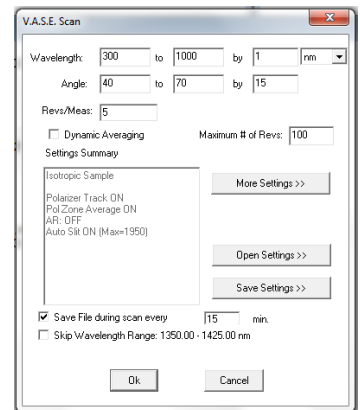 V.A.S.E. Scan
Wavelength: 300 to 1000 by 1 nm
Angle: 40 to 70 by 15
Revs/Meas: 5
Dynamic Averaging Maximum # of Revs: 100
Settings Summary
Isotropic Sample
Polarizer Track ON
Pol Zone Average ON
AR: OFF
Auto Slit ON (Max=1950)
More Settings >>
Open Settings >>
Save Settings >>
Save File during scan every 15 min.
Skip Wavelength Range: 1350.00 - 1425.00 nm
Ok Cancel